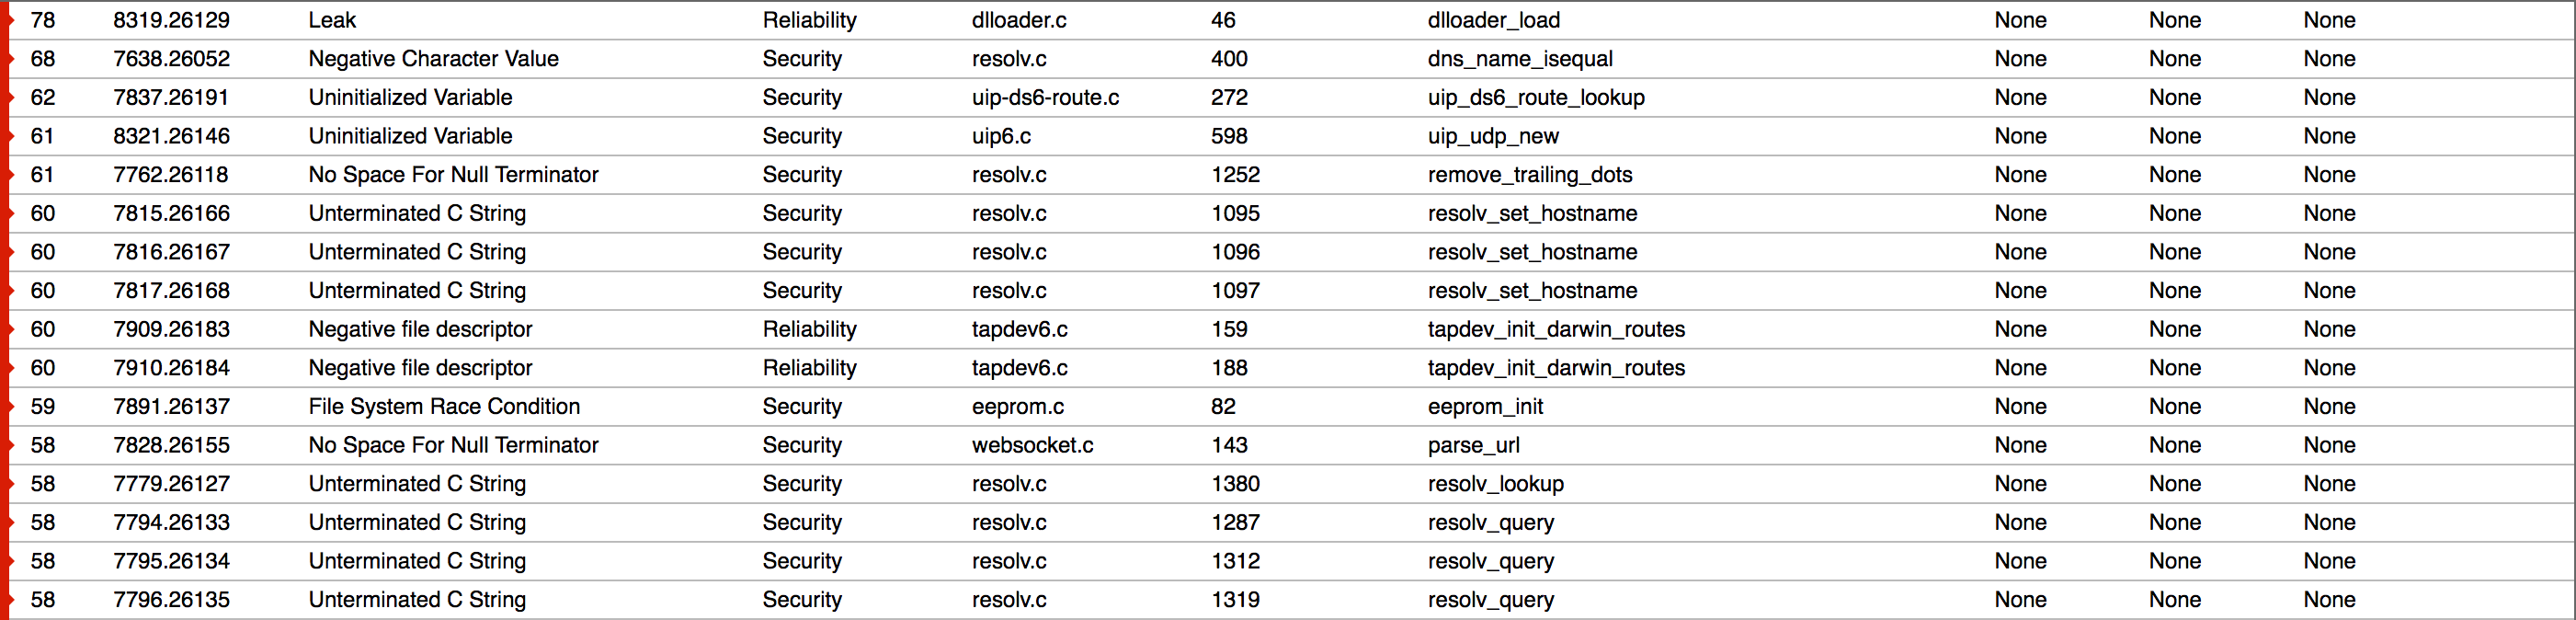 78 8319.26129 Leak Reliability dlloader.c 46 dlloader_load None None None
68 7638.26052 Negative Character Value Security resolv.c 400 dns_name_isequal None None None
62 7837.26191 Uninitialized Variable Security uip-ds6-route.c 272 uip_ds6_route_lookup None None None
61 8321.26146 Uninitialized Variable Security uip6.c 598 uip_udp_new None None None
61 7762.26118 No Space For Null Terminator Security resolv.c 1252 remove_trailing_dots None None None
60 7815.26166 Unterminated C String Security resolv.c 1095 resolv_set_hostname None None None
60 7816.26167 Unterminated C String Security resolv.c 1096 resolv_set_hostname None None None
60 7817.26168 Unterminated C String Security resolv.c 1097 resolv_set_hostname None None None
60 7909.26183 Negative file descriptor Reliability tapdev6.c 159 tapdev_init_darwin_routes None None None
60 7910.26184 Negative file descriptor Reliability tapdev6.c 188 tapdev_init_darwin_routes None None None
59 7891.26137 File System Race Condition Security eeprom.c 82 eeprom_init None None None
58 7828.26155 No Space For Null Terminator Security websocket.c 143 parse_url None None None
58 7779.26127 Unterminated C String Security resolv.c 1380 resolv_lookup None None None
58 7794.26133 Unterminated C String Security resolv.c 1287 resolv_query None None None
58 7795.26134 Unterminated C String Security resolv.c 1312 resolv_query None None None
58 7796.26135 Unterminated C String Security resolv.c 1319 resolv_query None None None